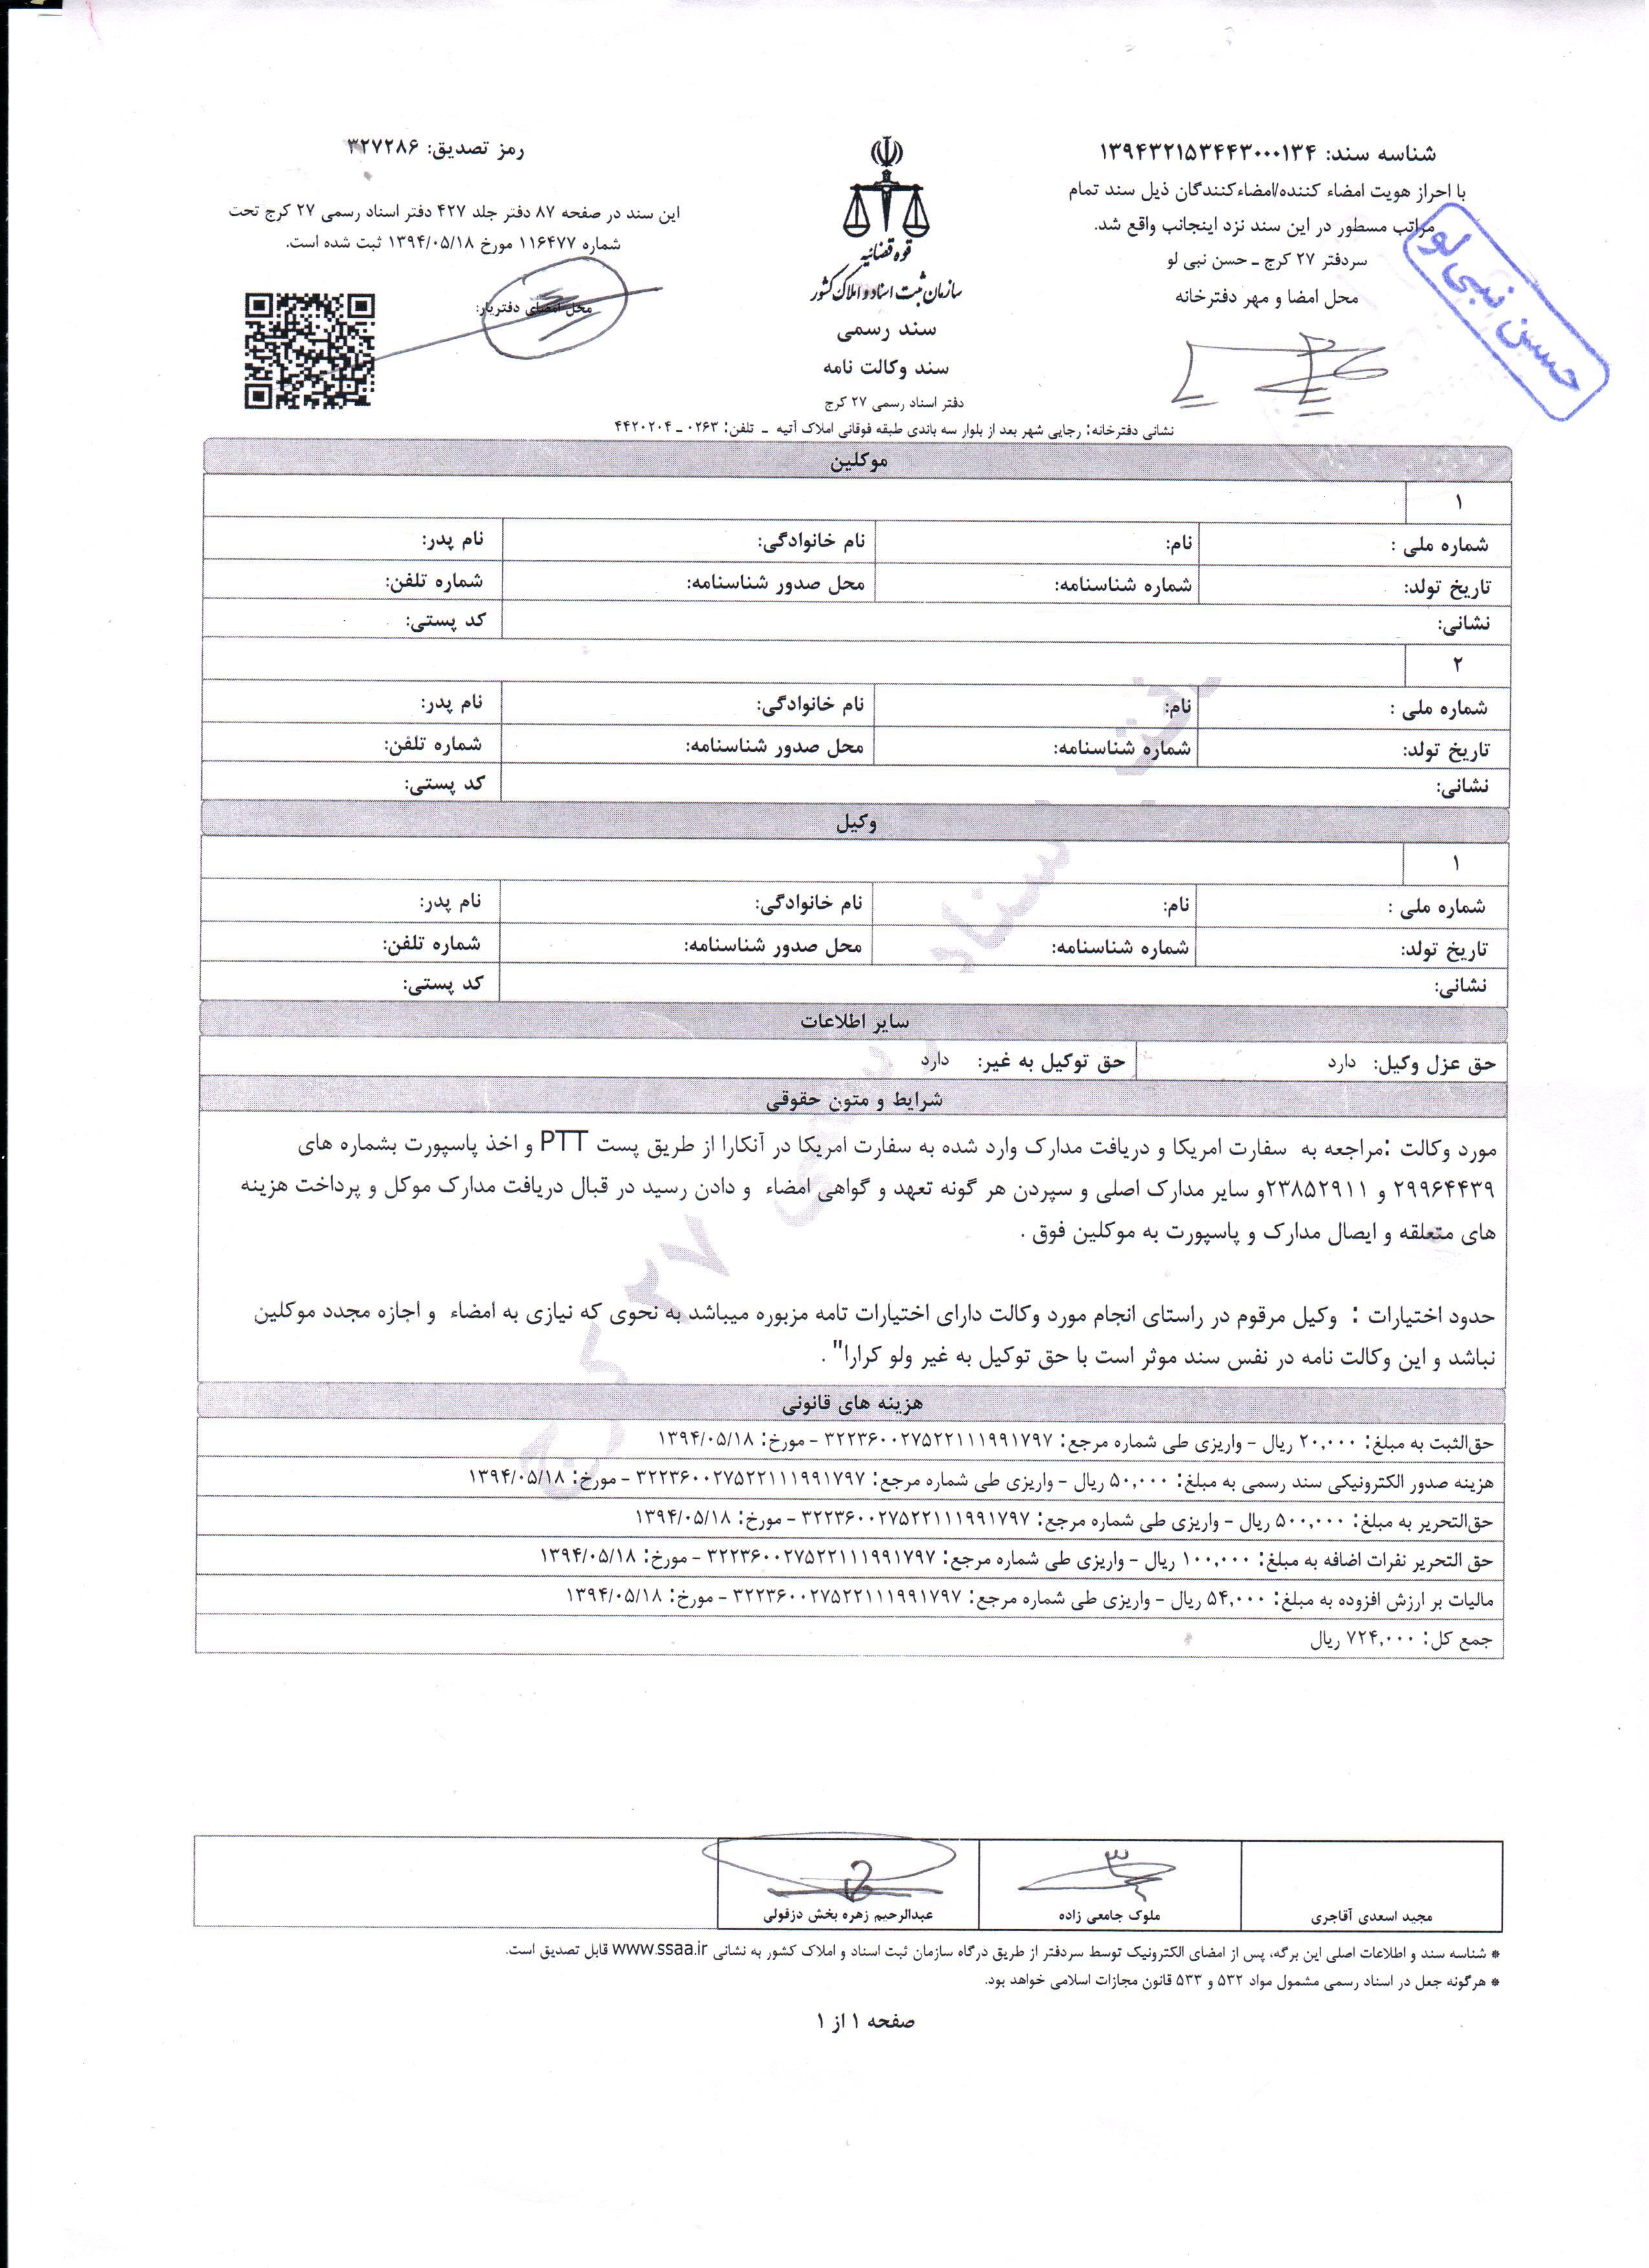 شناسه سند: ۱۳۹۴۳۲۱۵۳۴۴۳۰۰۰۱۳۴
با احراز هویت امضاء کننده/امضاءکنندگان ذیل سند تمام
مراتب مسطور در این سند نزد اینجانب واقع شد.
سردفتر ۲۷ کرج ـ حسن نبی لو
محل امضا و مهر دفترخانه
حسن نبی لو
قوه قضائیه
سازمان ثبت اسناد و املاک کشور
سند رسمی
سند وکالت نامه
دفتر اسناد رسمی ۲۷ کرج
رمز تصدیق: ۳۲۷۲۸۶
این سند در صفحه ۸۷ دفتر جلد ۴۲۷ دفتر اسناد رسمی ۲۷ کرج تحت
شماره ۱۱۶۴۷۷ مورخ ۱۳۹۴/۰۵/۱۸ ثبت شده است.
محل امضای دفتریار:
نشانی دفترخانه: رجایی شهر بعد از بلوار سه باندی طبقه فوقانی املاک آتیه ـ تلفن: ۰۲۶۳ ـ ۴۴۲۰۲۰۴
موکلین
۱
شماره ملی : نام: نام خانوادگی: نام پدر:
تاریخ تولد: شماره شناسنامه: محل صدور شناسنامه: شماره تلفن:
نشانی: کد پستی:
۲
شماره ملی : نام: نام خانوادگی: نام پدر:
تاریخ تولد: شماره شناسنامه: محل صدور شناسنامه: شماره تلفن:
نشانی: کد پستی:
وکیل
۱
شماره ملی : نام: نام خانوادگی: نام پدر:
تاریخ تولد: شماره شناسنامه: محل صدور شناسنامه: شماره تلفن:
نشانی: کد پستی:
سایر اطلاعات
حق عزل وکیل: دارد حق توکیل به غیر: دارد
شرایط و متون حقوقی
مورد وکالت :مراجعه به سفارت امریکا و دریافت مدارک وارد شده به سفارت امریکا در آنکارا از طریق پست PTT و اخذ پاسپورت بشماره های
۲۹۹۶۴۴۳۹ و ۲۳۸۵۲۹۱۱و سایر مدارک اصلی و سپردن هر گونه تعهد و گواهی امضاء و دادن رسید در قبال دریافت مدارک موکل و پرداخت هزینه
های متعلقه و ایصال مدارک و پاسپورت به موکلین فوق .
حدود اختیارات : وکیل مرقوم در راستای انجام مورد وکالت دارای اختیارات تامه مزبوره میباشد به نحوی که نیازی به امضاء و اجازه مجدد موکلین
نباشد و این وکالت نامه در نفس سند موثر است با حق توکیل به غیر ولو کرارا" .
هزینه های قانونی
حق‌الثبت به مبلغ: ۲۰,۰۰۰ ریال - واریزی طی شماره مرجع: ۳۲۲۳۶۰۰۲۷۵۲۲۱۱۱۹۹۱۷۹۷ - مورخ: ۱۳۹۴/۰۵/۱۸
هزینه صدور الکترونیکی سند رسمی به مبلغ: ۵۰,۰۰۰ ریال - واریزی طی شماره مرجع: ۳۲۲۳۶۰۰۲۷۵۲۲۱۱۱۹۹۱۷۹۷ - مورخ: ۱۳۹۴/۰۵/۱۸
حق‌التحریر به مبلغ: ۵۰۰,۰۰۰ ریال - واریزی طی شماره مرجع: ۳۲۲۳۶۰۰۲۷۵۲۲۱۱۱۹۹۱۷۹۷ - مورخ: ۱۳۹۴/۰۵/۱۸
حق التحریر نفرات اضافه به مبلغ: ۱۰۰,۰۰۰ ریال - واریزی طی شماره مرجع: ۳۲۲۳۶۰۰۲۷۵۲۲۱۱۱۹۹۱۷۹۷ - مورخ: ۱۳۹۴/۰۵/۱۸
مالیات بر ارزش افزوده به مبلغ: ۵۴,۰۰۰ ریال - واریزی طی شماره مرجع: ۳۲۲۳۶۰۰۲۷۵۲۲۱۱۱۹۹۱۷۹۷ - مورخ: ۱۳۹۴/۰۵/۱۸
جمع کل: ۷۲۴,۰۰۰ ریال
مجید اسعدی آقاجری ملوک جامعی زاده عبدالرحیم زهره بخش دزفولی
* شناسه سند و اطلاعات اصلی این برگه، پس از امضای الکترونیک توسط سردفتر از طریق درگاه سازمان ثبت اسناد و املاک کشور به نشانی www.ssaa.ir قابل تصدیق است.
* هرگونه جعل در اسناد رسمی مشمول مواد ۵۳۲ و ۵۳۳ قانون مجازات اسلامی خواهد بود.
صفحه ۱ از ۱